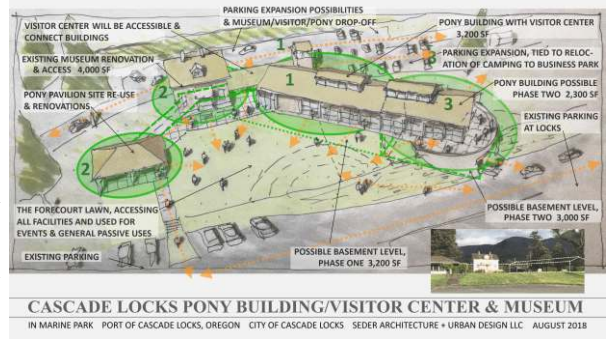 PARKING EXPANSION POSSIBILITIES
& MUSEUM/VISITOR/PONY DROP-OFF
VISITOR CENTER WILL BE ACCESSIBLE &
CONNECT BUILDINGS
PONY BUILDING WITH VISITOR CENTER
3,200 SF
EXISTING MUSEUM RENOVATION
& ACCESS 4,000 SF
PARKING EXPANSION, TIED TO RELOC-
ATION OF CAMPING TO BUSINESS PARK
PONY PAVILION SITE RE-USE
& RENOVATIONS
PONY BUILDING POSSIBLE
PHASE TWO 2,300 SF
EXISTING PARKING
AT LOCKS
1
1
2
3
2
THE FORECOURT LAWN, ACCESSING
ALL FACILITIES AND USED FOR
EVENTS & GENERAL PASSIVE USES
POSSIBLE BASEMENT LEVEL,
PHASE TWO 3,000 SF
EXISTING PARKING
POSSIBLE BASEMENT LEVEL,
PHASE ONE 3,200 SF
CASCADE LOCKS PONY BUILDING/VISITOR CENTER & MUSEUM
IN MARINE PARK PORT OF CASCADE LOCKS, OREGON CITY OF CASCADE LOCKS SEDER ARCHITECTURE + URBAN DESIGN LLC AUGUST 2018